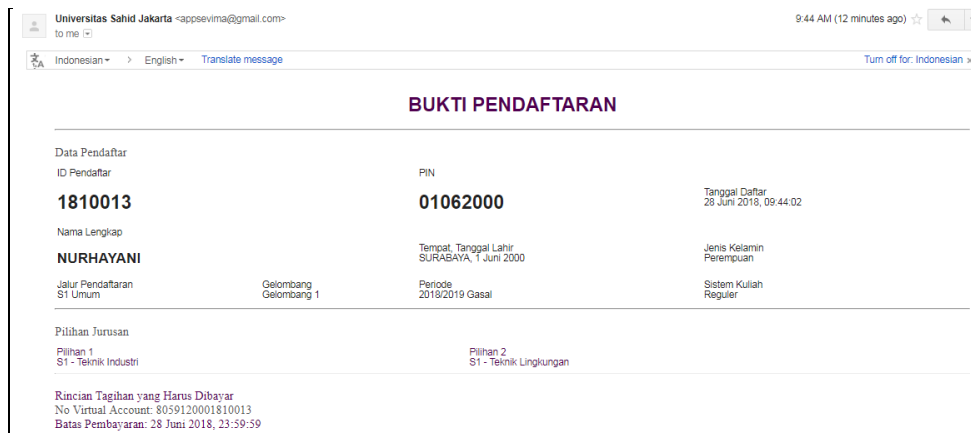 Universitas Sahid Jakarta <appsevima@gmail.com> 9:44 AM (12 minutes ago)
to me
Indonesian > English Translate message Turn off for: Indonesian x
BUKTI PENDAFTARAN
Data Pendaftar
ID Pendaftar PIN
1810013 01062000
Tanggal Daftar
28 Juni 2018, 09:44:02
Nama Lengkap
NURHAYANI
Tempat, Tanggal Lahir
SURABAYA, 1 Juni 2000
Jenis Kelamin
Perempuan
Jalur Pendaftaran Gelombang Periode Sistem Kuliah
S1 Umum Gelombang 1 2018/2019 Gasal Reguler
Pilihan Jurusan
Pilihan 1 Pilihan 2
S1 - Teknik Industri S1 - Teknik Lingkungan
Rincian Tagihan yang Harus Dibayar
No Virtual Account: 8059120001810013
Batas Pembayaran: 28 Juni 2018, 23:59:59